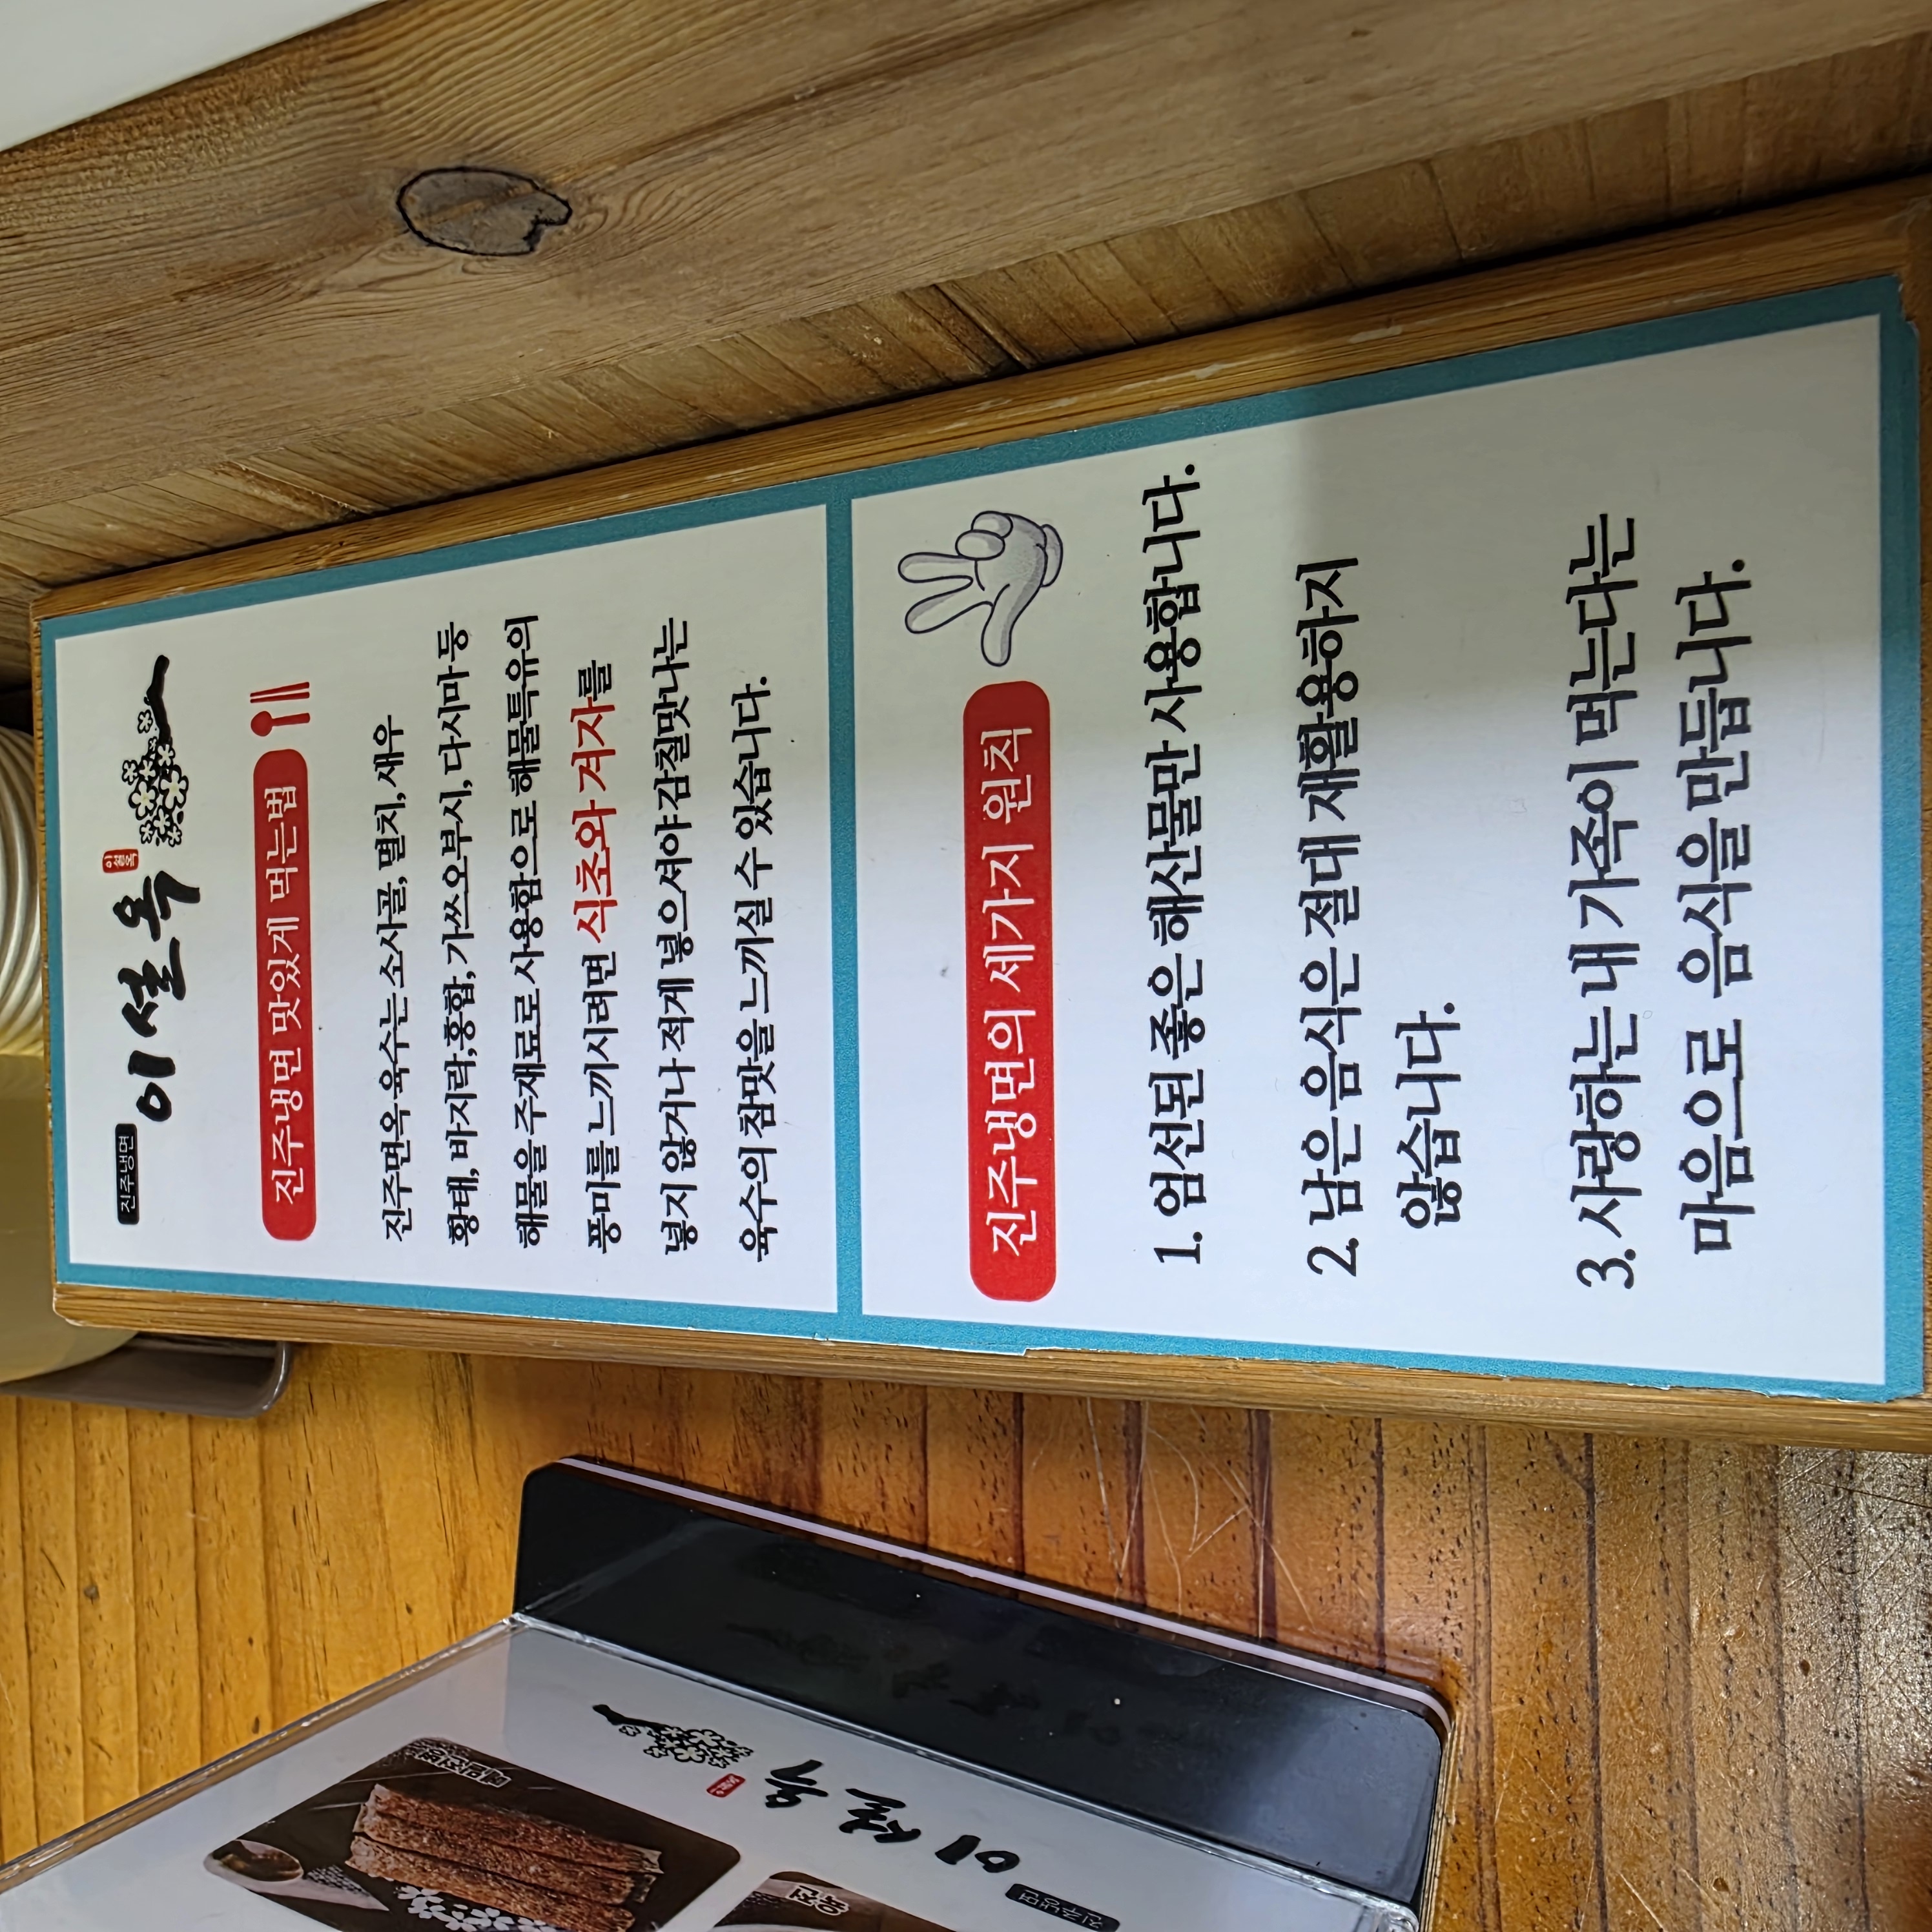 진주냉면
이설옥
이설옥
진주냉면 맛있게 먹는법
진주면옥 육수는 소사골, 멸치, 새우
황태, 바지락,홍합, 가쓰오부시, 다시마 등
해물을 주재료로 사용함으로 해물특유의
풍미를 느끼시려면 식초와 겨자를
넣지 않거나 적게 넣으셔야 감칠맛나는
육수의 참맛을 느끼실 수 있습니다.
진주냉면의 세가지 원칙
1. 엄선된 좋은 해산물만 사용합니다.
2. 남은 음식은 절대 재활용하지
않습니다.
3. 사랑하는 내 가족이 먹는다는
마음으로 음식을 만듭니다.
진주냉면
이설옥
육전